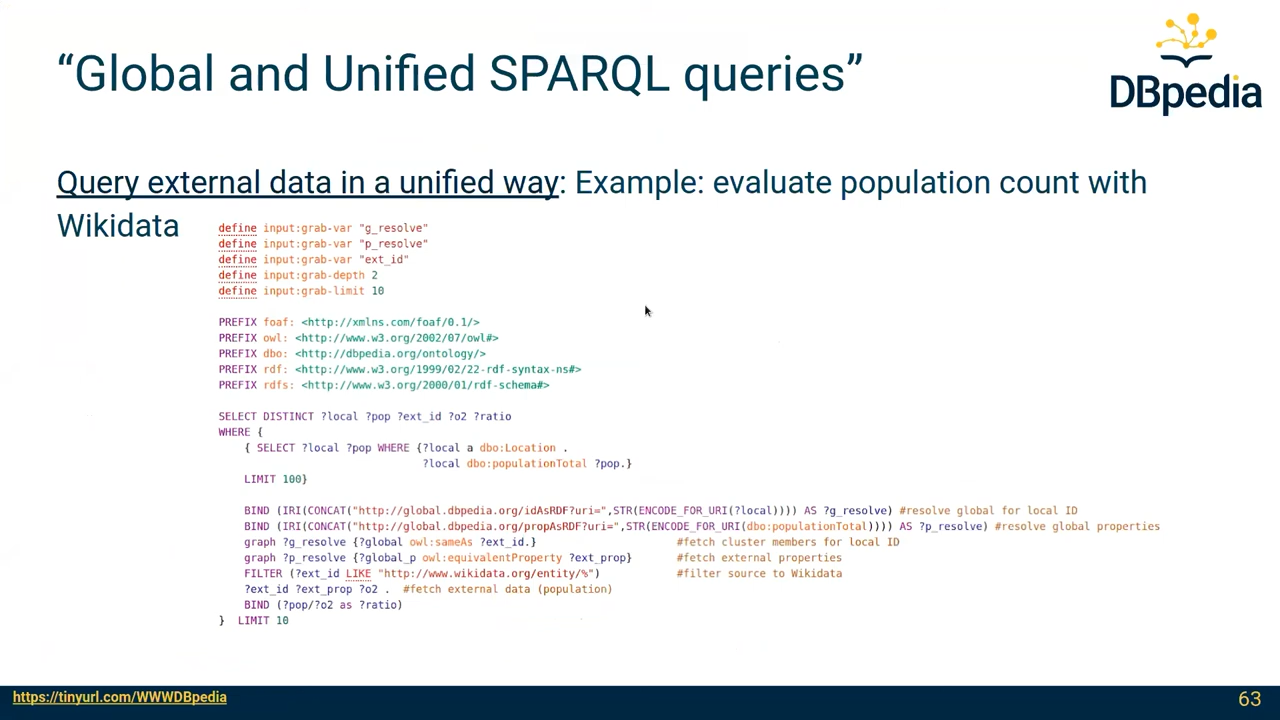 “Global and Unified SPARQL queries”
DBpedia
Query external data in a unified way: Example: evaluate population count with
Wikidata
define input:grab-var "g_resolve"
define input:grab-var "p_resolve"
define input:grab-var "ext_id"
define input:grab-depth 2
define input:grab-limit 10
PREFIX foaf: <http://xmlns.com/foaf/0.1/>
PREFIX owl: <http://www.w3.org/2002/07/owl#>
PREFIX dbo: <http://dbpedia.org/ontology/>
PREFIX rdf: <http://www.w3.org/1999/02/22-rdf-syntax-ns#>
PREFIX rdfs: <http://www.w3.org/2000/01/rdf-schema#>
SELECT DISTINCT ?local ?pop ?ext_id ?o2 ?ratio
WHERE {
{ SELECT ?local ?pop WHERE {?local a dbo:Location .
?local dbo:populationTotal ?pop.}
LIMIT 100}
BIND (IRI(CONCAT("http://global.dbpedia.org/idAsRDF?uri=",STR(ENCODE_FOR_URI(?local)))) AS ?g_resolve) #resolve global for local ID
BIND (IRI(CONCAT("http://global.dbpedia.org/propAsRDF?uri=",STR(ENCODE_FOR_URI(dbo:populationTotal)))) AS ?p_resolve) #resolve global properties
graph ?g_resolve {?global owl:sameAs ?ext_id.} #fetch cluster members for local ID
graph ?p_resolve {?global_p owl:equivalentProperty ?ext_prop} #fetch external properties
FILTER (?ext_id LIKE "http://www.wikidata.org/entity/%") #filter source to Wikidata
?ext_id ?ext_prop ?o2 . #fetch external data (population)
BIND (?pop/?o2 as ?ratio)
} LIMIT 10
https://tinyurl.com/WWWDBpedia
63